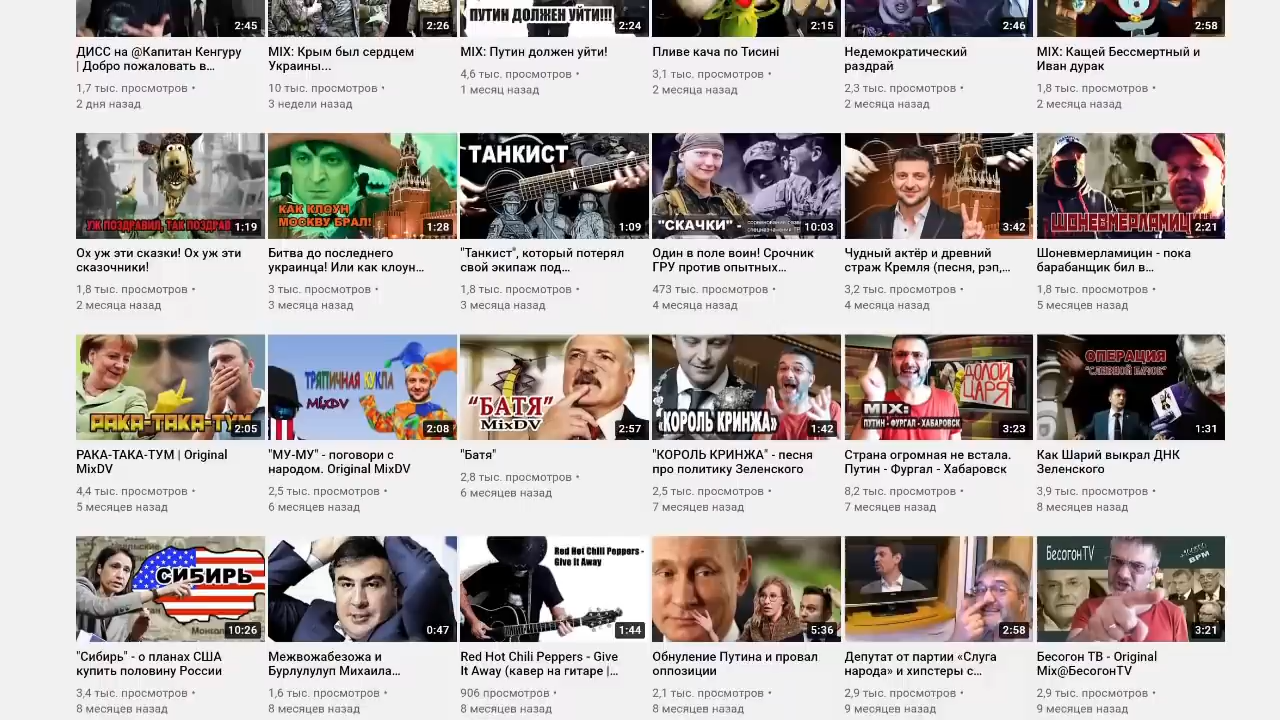 ПУТИН ДОЛЖЕН УЙТИ!!!
2:45 2:26 2:24 2:15 2:46 2:58
ДИСС на @Капитан Кенгуру
| Добро пожаловать в…
1,7 тыс. просмотров •
2 дня назад
MIX: Крым был сердцем
Украины...
10 тыс. просмотров •
3 недели назад
MIX: Путин должен уйти!
4,6 тыс. просмотров •
1 месяц назад
Пливе кача по Тисині
3,1 тыс. просмотров •
2 месяца назад
Недемократический
раздрай
2,3 тыс. просмотров •
2 месяца назад
MIX: Кащей Бессмертный и
Иван дурак
1,8 тыс. просмотров •
2 месяца назад
УЖ ПОЗДРАВИЛ, ТАК ПОЗДРАВИЛ
1:19
Ох уж эти сказки! Ох уж эти
сказочники!
1,8 тыс. просмотров •
2 месяца назад
КАК КЛОУН
МОСКВУ БРАЛ!
1:28
Битва до последнего
украинца! Или как клоун…
3 тыс. просмотров •
3 месяца назад
ТАНКИСТ
1:09
"Танкист", который потерял
свой экипаж под…
1,8 тыс. просмотров •
3 месяца назад
"СКАЧКИ" -
10:03
Один в поле воин! Срочник
ГРУ против опытных…
473 тыс. просмотров •
4 месяца назад
3:42
Чудный актёр и древний
страж Кремля (песня, рэп,…
3,2 тыс. просмотров •
4 месяца назад
ШОНЕВМЕРЛАМИЦ
2:21
Шоневмерламицин - пока
барабанщик бил в…
1,8 тыс. просмотров •
5 месяцев назад
РАКА-ТАКА-ТУМ
2:05
РАКА-ТАКА-ТУМ | Original
MixDV
4,4 тыс. просмотров •
5 месяцев назад
ТРЯПИЧНАЯ КУКЛА
MixDV
2:08
"МУ-МУ" - поговори с
народом. Original MixDV
2,5 тыс. просмотров •
6 месяцев назад
"БАТЯ"
MixDV
2:57
"Батя"
2,8 тыс. просмотров •
6 месяцев назад
«КОРОЛЬ КРИНЖА»
1:42
"КОРОЛЬ КРИНЖА" - песня
про политику Зеленского
2,5 тыс. просмотров •
7 месяцев назад
ДОЛОЙ
ЦАРЯ
MIX:
ПУТИН - ФУРГАЛ - ХАБАРОВСК
3:23
Страна огромная не встала.
Путин - Фургал - Хабаровск
8,2 тыс. просмотров •
7 месяцев назад
ОПЕРАЦИЯ
"СЛИВНОЙ БАЧОК"
1:31
Как Шарий выкрал ДНК
Зеленского
3,9 тыс. просмотров •
8 месяцев назад
СИБИРЬ
10:26
"Сибирь" - о планах США
купить половину России
3,4 тыс. просмотров •
8 месяцев назад
0:47
Межвожабежожа и
Бурлулулуп Михаила…
1,6 тыс. просмотров •
8 месяцев назад
Red Hot Chili Peppers -
Give It Away
1:44
Red Hot Chili Peppers - Give
It Away (кавер на гитаре |…
906 просмотров •
8 месяцев назад
5:36
Обнуление Путина и провал
оппозиции
2,1 тыс. просмотров •
8 месяцев назад
2:58
Депутат от партии «Слуга
народа» и хипстеры с…
2,9 тыс. просмотров •
9 месяцев назад
БесогонTV
3:21
Бесогон ТВ - Original
Mix@БесогонTV
2,9 тыс. просмотров •
9 месяцев назад